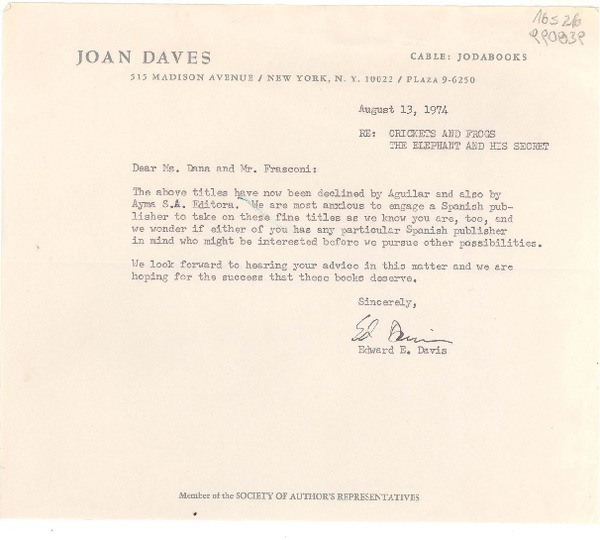 JOAN DAVES
CABLE: JODABOOKS
515 MADISON AVENUE / NEW YORK, N. Y. 10022 / PLAZA 9-6250
August 13, 1974
RE: CRICKETS AND FROGS
THE ELEPHANT AND HIS SECRET
Dear Ms. Dana and Mr. Frasconi:
The above titles have now been declined by Aguilar and also by
Ayma S.A. Editora. We are most anxious to engage a Spanish pub-
lisher to take on these fine titles as we know you are, too, and
we wonder if either of you has any particular Spanish publisher
in mind who might be interested before we pursue other possibilities.
We look forward to hearing your advice in this matter and we are
hoping for the success that these books deserve.
Sincerely,
Ed Davis
Edward E. Davis
Member of the SOCIETY OF AUTHOR'S REPRESENTATIVES